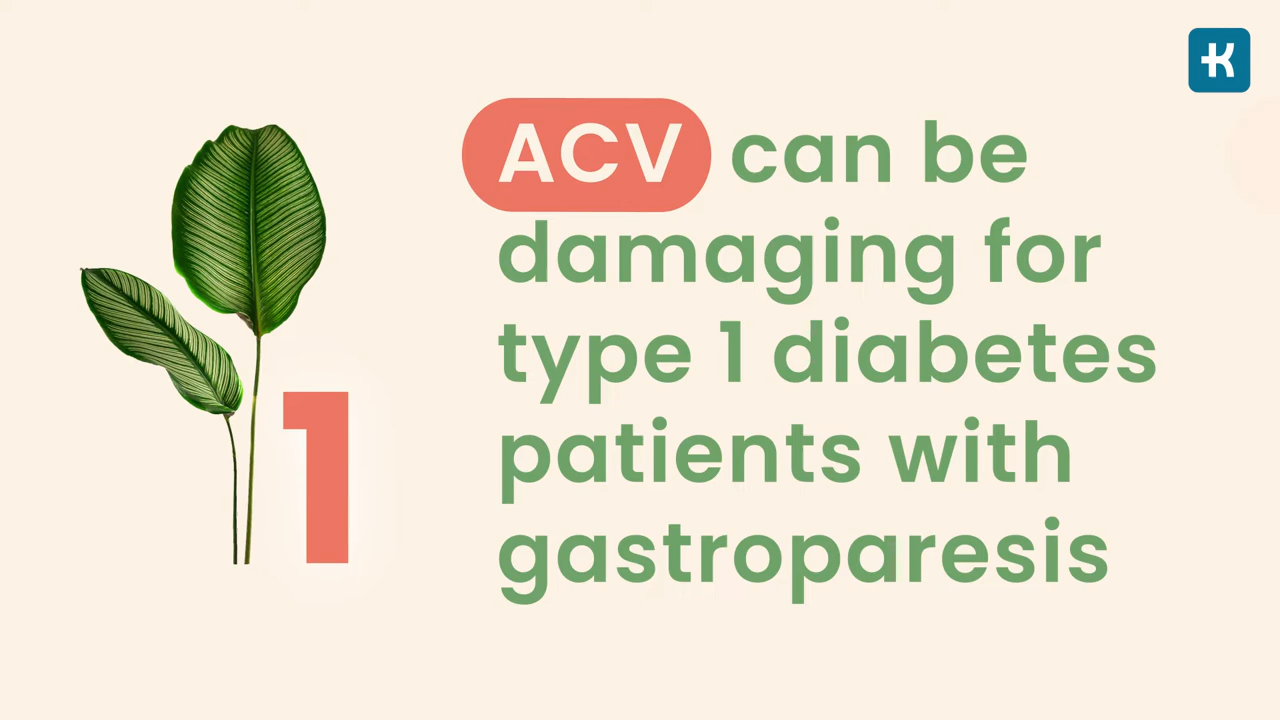 K
1
ACV can be
damaging for
type 1 diabetes
patients with
gastroparesis